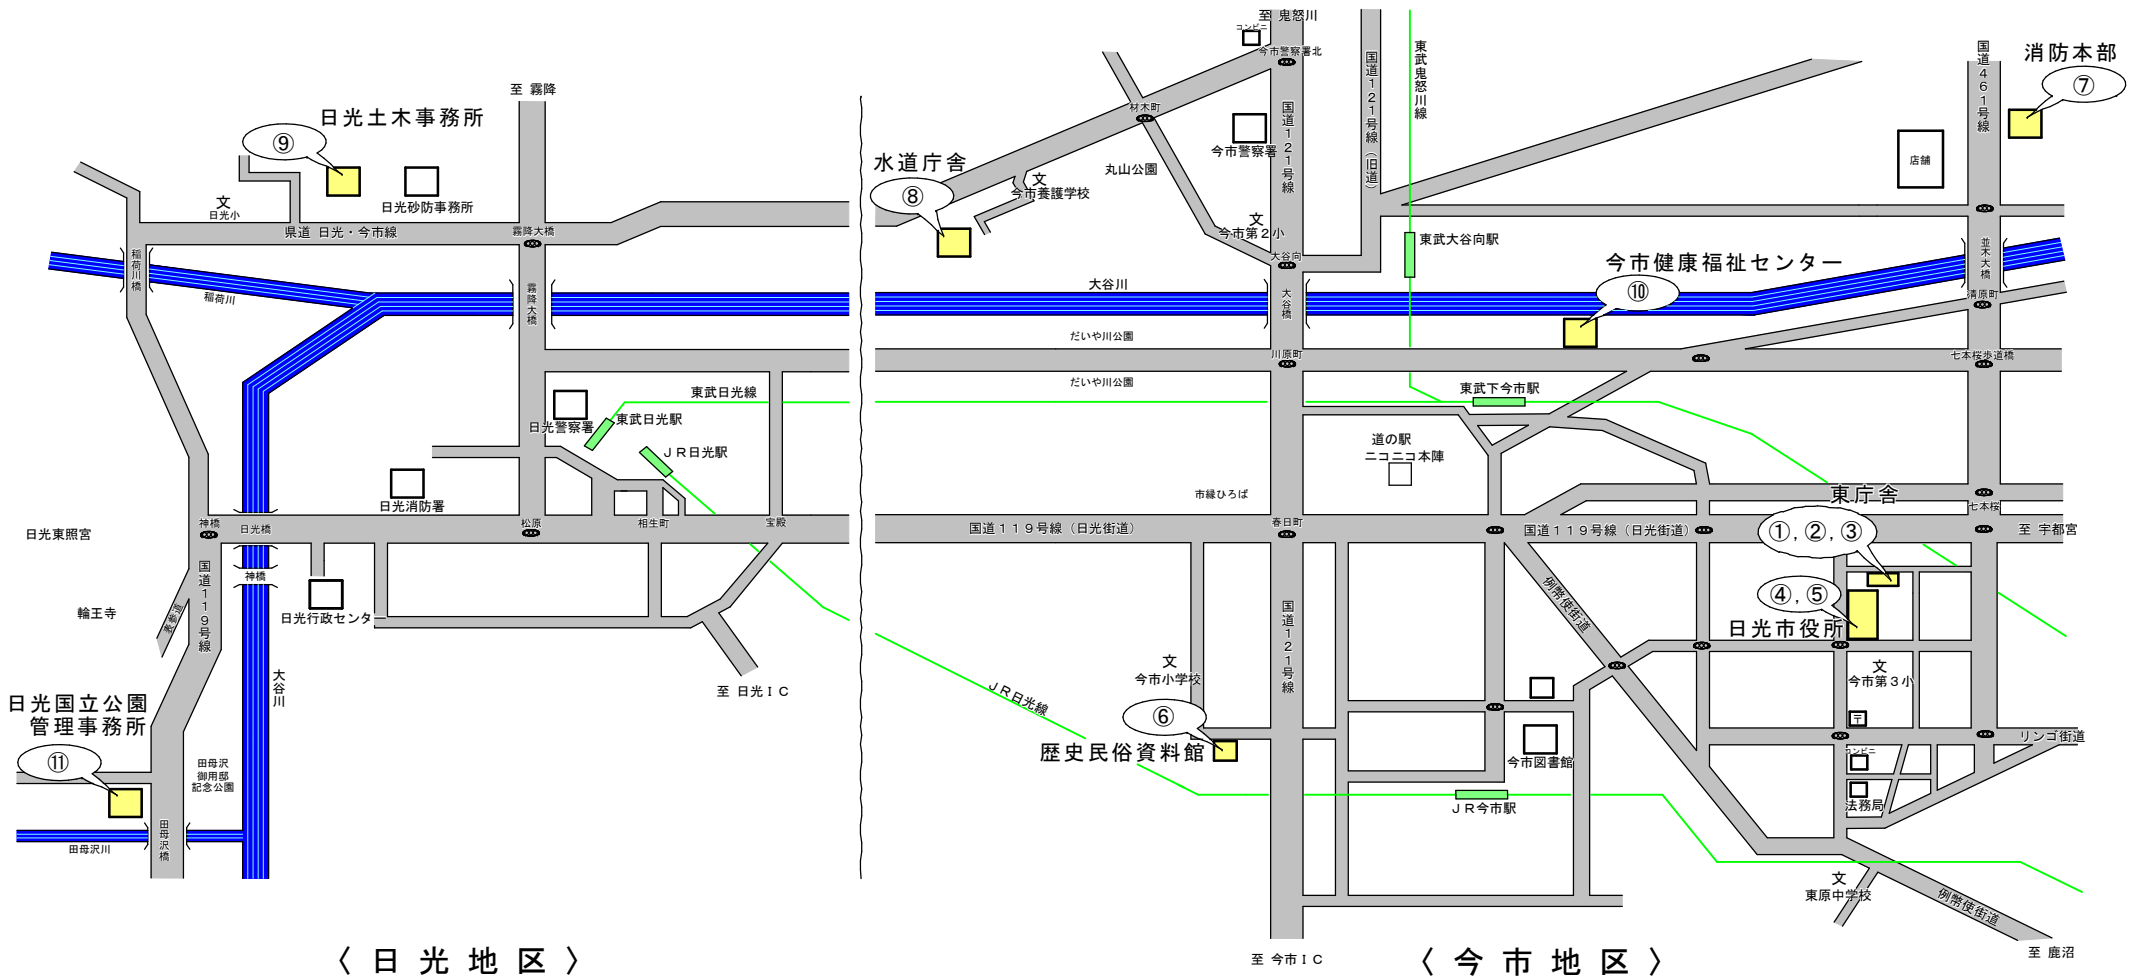 至 鬼怒川
コンビニ
今市警察署北
国道121号線
国道121号線（旧道）
東武鬼怒川線
国道461号線
消防本部
⑦
店舗
至 霧降
日光土木事務所
⑨
日光砂防事務所
文
日光小
県道 日光・今市線
霧降大橋
稲荷川橋
稲荷川
霧降大橋
水道庁舎
⑧
文
今市養護学校
材木町
丸山公園
今市警察署
文
今市第２小
大谷向
東武大谷向駅
大谷川
大谷橋
今市健康福祉センター
⑩
並木大橋
清原町
だいや川公園
川原町
七本桜歩道橋
だいや川公園
東武日光線
東武日光駅
日光警察署
ＪＲ日光駅
日光消防署
東武下今市駅
道の駅
ニコニコ本陣
市縁ひろば
東庁舎
七本桜
日光東照宮
神橋
日光橋
松原
相生町
宝殿
国道１１９号線（日光街道）
春日町
国道１１９号線（日光街道）
①，②，③
至 宇都宮
神橋
国道119号線
日光行政センタ
輪王寺
表参道
大谷川
至 日光ＩＣ
例幣使街道
④，⑤
日光市役所
文
今市第３小
国道121号線
文
今市小学校
ＪＲ日光線
⑥
歴史民俗資料館
今市図書館
〒
リンゴ街道
コンビニ
法務局
ＪＲ今市駅
日光国立公園
管理事務所
⑪
田母沢
御用邸
記念公園
田母沢橋
田母沢川
文
東原中学校
例幣使街道
至 鹿沼
至 今市ＩＣ
〈日光地区〉
〈今市地区〉